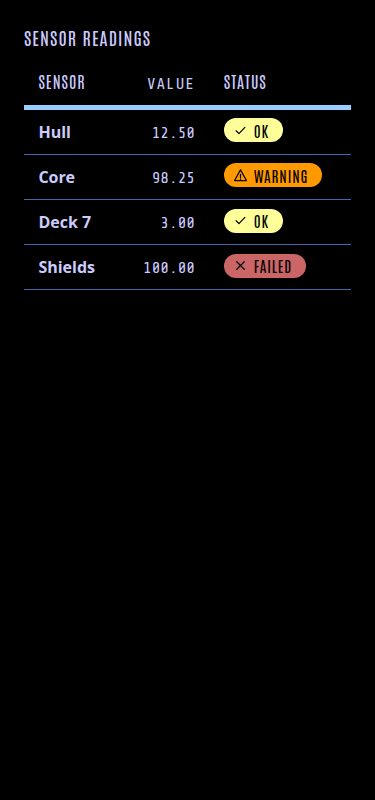 SENSOR READINGS
SENSOR VALUE STATUS
Hull 12.50 OK
Core 98.25 WARNING
Deck 7 3.00 OK
Shields 100.00 FAILED